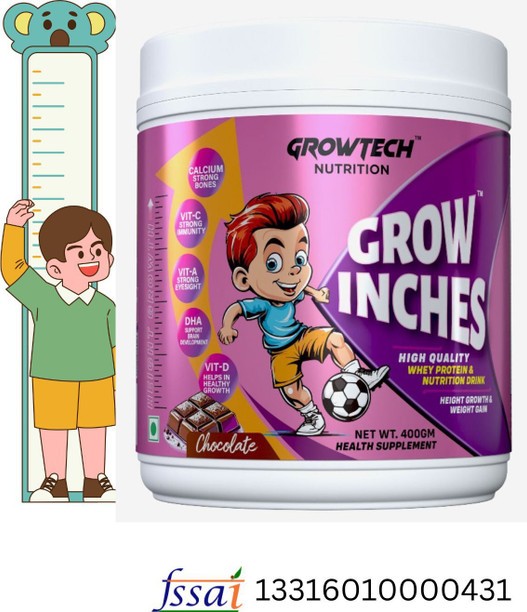 GROWTECH™
NUTRITION
CALCIUM
STRONG
BONES
VIT-C
STRONG
IMMUNITY
VIT-A
STRONG
EYESIGHT
DHA
SUPPORT
BRAIN
DEVELOPMENT
VIT-D
HELPS IN
HEALTHY
GROWTH
Chocolate
GROW™
INCHES
HIGH QUALITY
WHEY PROTEIN &
NUTRITION DRINK
HEIGHT GROWTH &
WEIGHT GAIN
NET WT. 400GM
HEALTH SUPPLEMENT
fssai 13316010000431